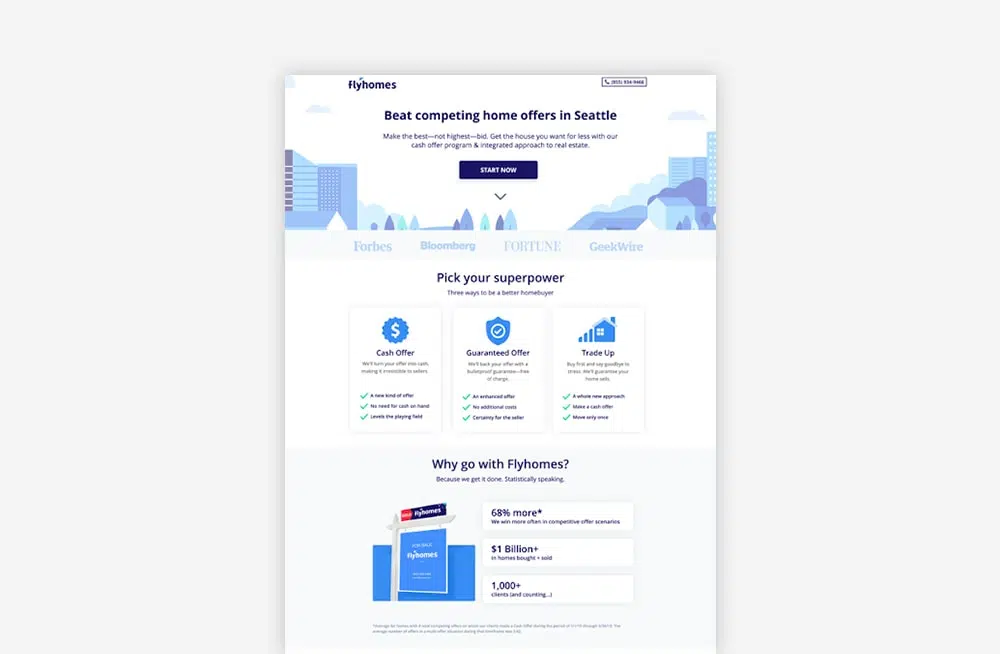 flyhomes
(855) 934-9466
Beat competing home offers in Seattle
Make the best—not highest—bid. Get the house you want for less with our
cash offer program & integrated approach to real estate.
START NOW
Forbes
Bloomberg
FORTUNE
GeekWire
Pick your superpower
Three ways to be a better homebuyer
Cash Offer
We'll turn your offer into cash,
making it irresistible to sellers.
An new kind of offer
No need for cash on hand
Levels the playing field
Guaranteed Offer
We'll back your offer with a
bulletproof guarantee—free
of charge.
An enhanced offer
No additional costs
Certainty for the seller
Trade Up
Buy first and say goodbye to
stress. We'll guarantee your
home sells.
A whole new approach
Make a cash offer
Move only once
Why go with Flyhomes?
Because we get it done. Statistically speaking.
flyhomes
FOR SALE
flyhomes
68% more*
We win more often in competitive offer scenarios
$1 Billion+
in homes bought + sold
1,000+
clients (and counting...)